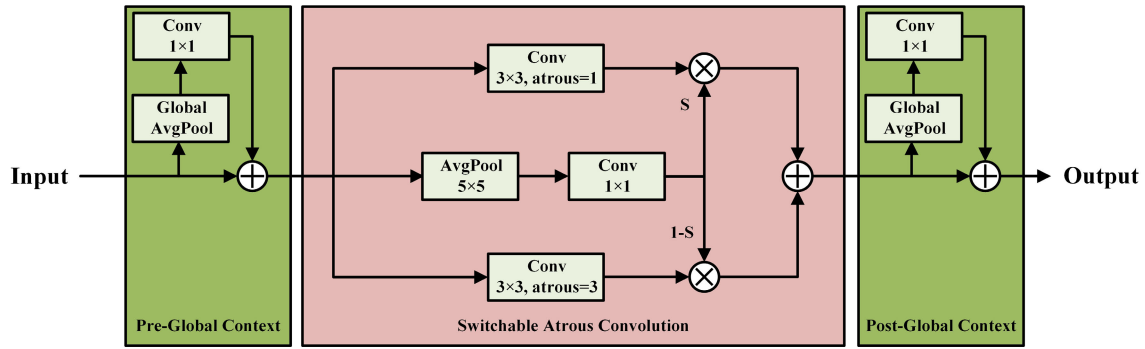 Input
Conv
1×1
Global
AvgPool
Pre-Global Context
Conv
3×3, atrous=1
AvgPool
5×5
Conv
1×1
S
1-S
Conv
3×3, atrous=3
Switchable Atrous Convolution
Conv
1×1
Global
AvgPool
Post-Global Context
Output